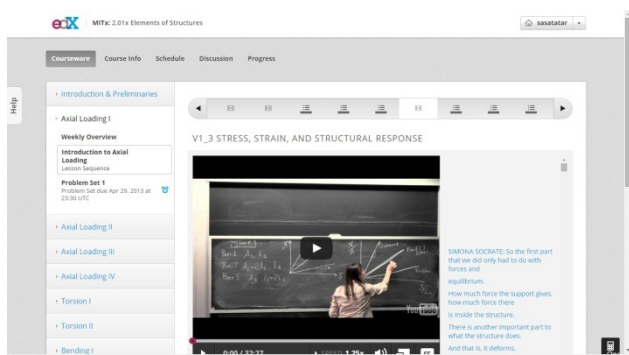 edX MITx: 2.01x Elements of Structures
sasatatar
Courseware Course Info Schedule Discussion Progress
Help
Introduction & Preliminaries
Axial Loading I
Weekly Overview
Introduction to Axial
Loading
Lesson Sequence
Problem Set 1
Problem Set due Apr 29, 2013 at
23:30 UTC
Axial Loading II
Axial Loading III
Axial Loading IV
Torsion I
Torsion II
Bending I
V1_3 STRESS, STRAIN, AND STRUCTURAL RESPONSE
YouTube
0:00 / 32:27 SPEED 1.25x
SIMONA SOCRATE: So the first part
that we did only had to do with
forces and
equilibrium.
How much force the support gives,
how much force there
is inside the structure.
There is another important part to
what the structure does.
And that is, it deforms.